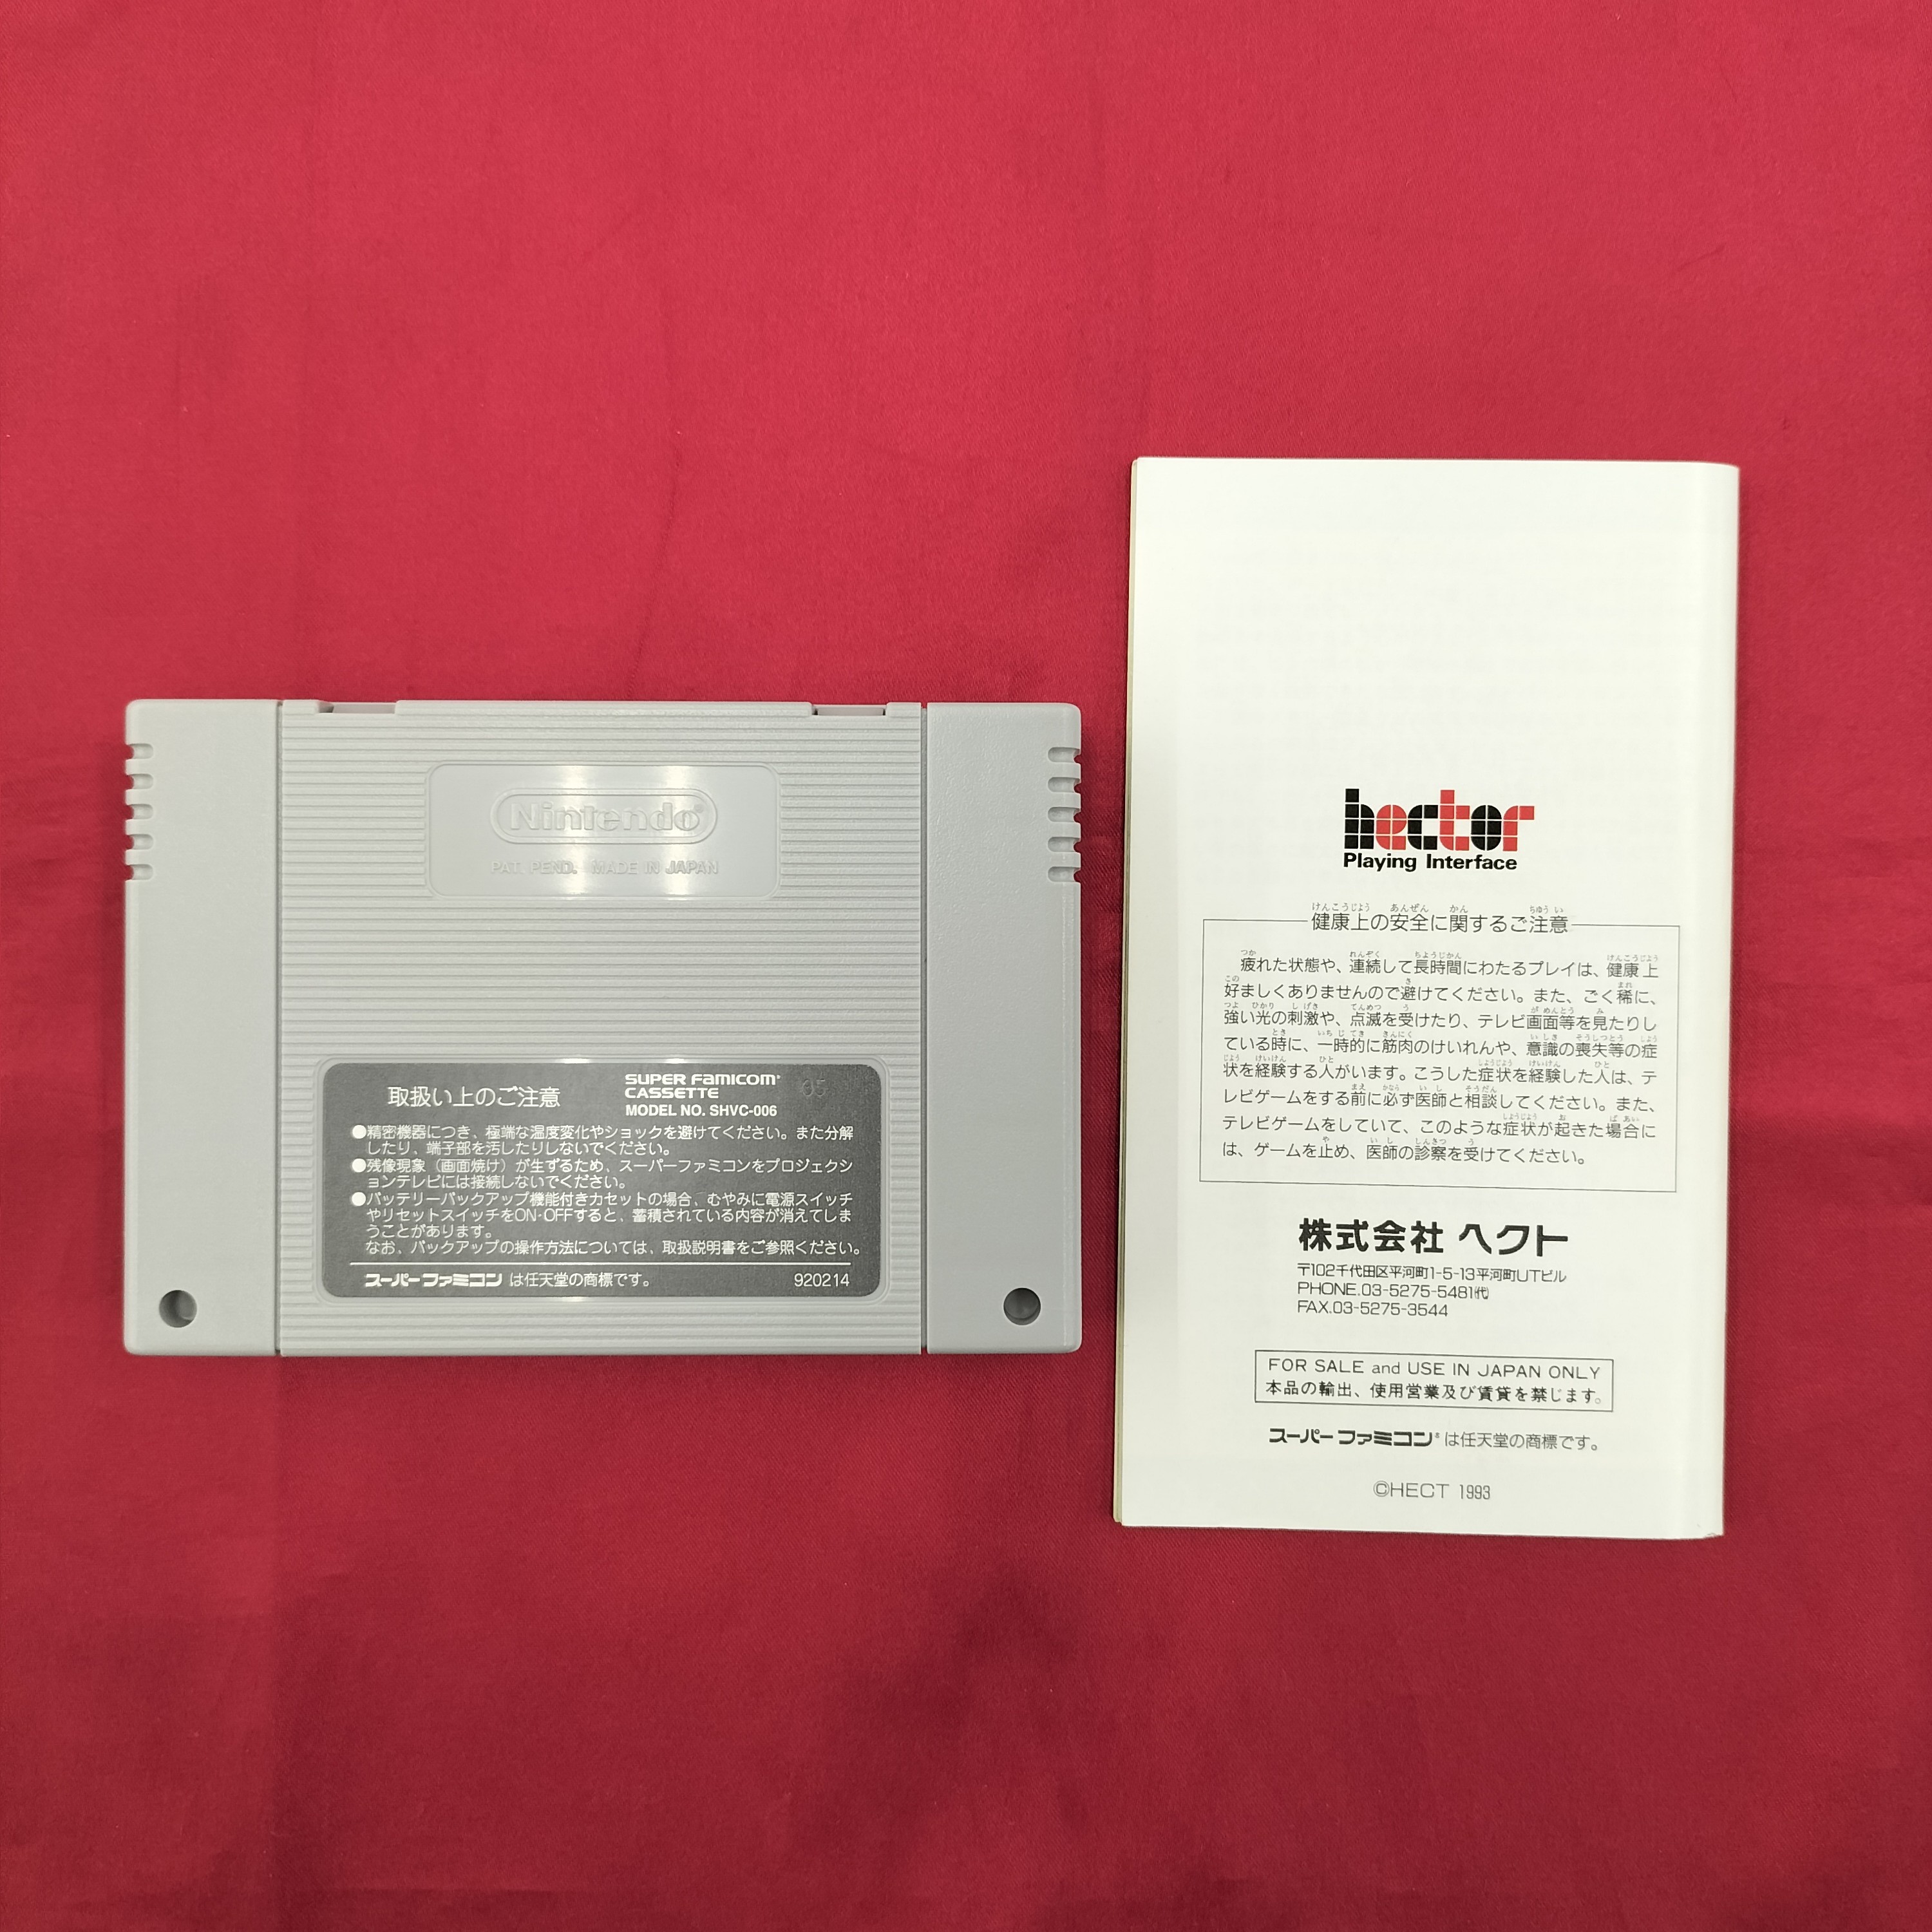 Nintendo®
PAT. PEND. MADE IN JAPAN
取扱い上のご注意
SUPER FAMICOM
CASSETTE
MODEL NO. SHVC-006
05
●精密機器につき、極端な温度変化やショックを避けてください。また分解
したり、端子部を汚したりしないでください。
●残像現象（画面焼け）が生ずるため、スーパーファミコンをプロジェクシ
ョンテレビには接続しないでください。
●バッテリーバックアップ機能付きカセットの場合、むやみに電源スイッチ
やリセットスイッチをON-OFFすると、蓄積されている内容が消えてしま
うことがあります。
なお、バックアップの操作方法については、取扱説明書をご参照ください。
スーパーファミコン は任天堂の商標です。
920214
hector
Playing Interface
健康上の安全に関するご注意
疲れた状態や、連続して長時間にわたるプレイは、健康上
好ましくありませんので避けてください。また、ごく稀に、
強い光の刺激や、点滅を受けたり、テレビ画面等を見たりし
ている時に、一時的に筋肉のけいれんや、意識の喪失等の症
状を経験する人がいます。こうした症状を経験した人は、テ
レビゲームをする前に必ず医師と相談してください。また、
テレビゲームをしていて、このような症状が起きた場合に
は、ゲームを止め、医師の診察を受けてください。
株式会社 ヘクト
〒102千代田区平河町1-5-13平河町UTビル
PHONE.03-5275-5481㈹
FAX.03-5275-3544
FOR SALE and USE IN JAPAN ONLY
本品の輸出、使用営業及び賃貸を禁じます。
スーパーファミコン® は任天堂の商標です。
©HECT 1993